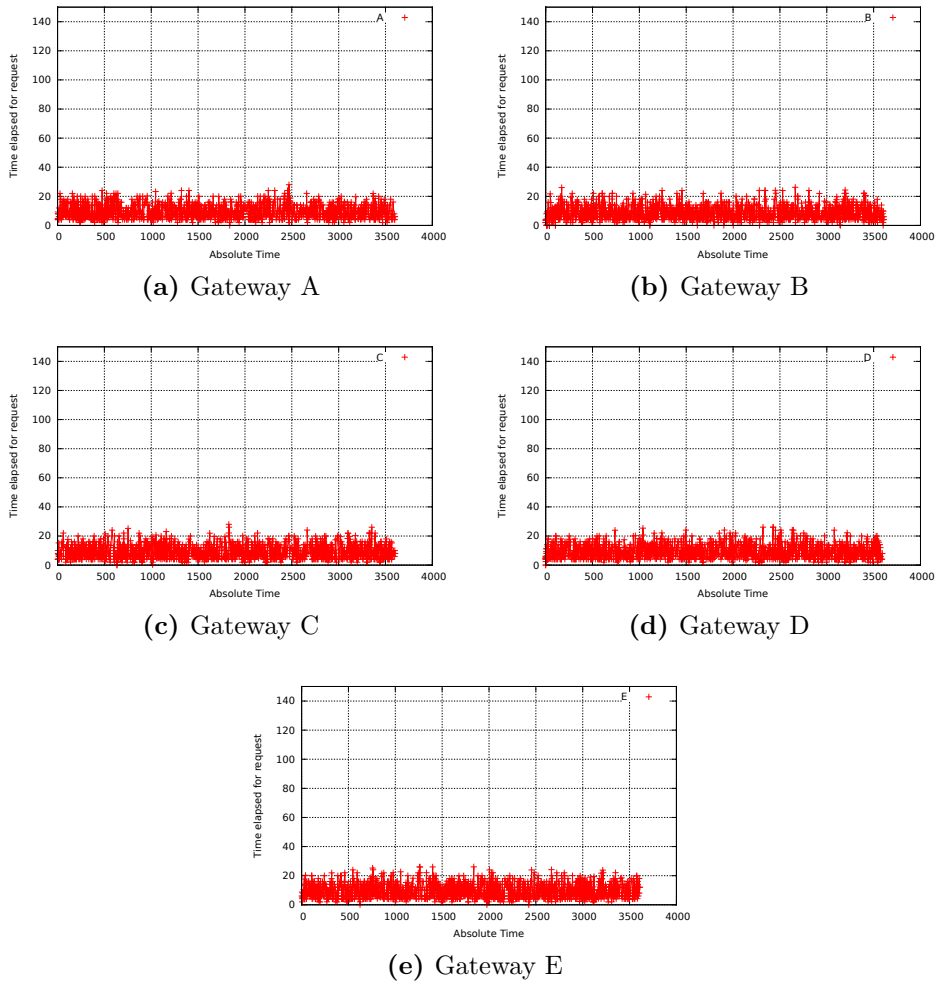 140
120
100
80
60
40
20
0
Time elapsed for request
A
0 500 1000 1500 2000 2500 3000 3500 4000
Absolute Time
(a) Gateway A
140
120
100
80
60
40
20
0
Time elapsed for request
B
0 500 1000 1500 2000 2500 3000 3500 4000
Absolute Time
(b) Gateway B
140
120
100
80
60
40
20
0
Time elapsed for request
C
0 500 1000 1500 2000 2500 3000 3500 4000
Absolute Time
(c) Gateway C
140
120
100
80
60
40
20
0
Time elapsed for request
D
0 500 1000 1500 2000 2500 3000 3500 4000
Absolute Time
(d) Gateway D
140
120
100
80
60
40
20
0
Time elapsed for request
E
0 500 1000 1500 2000 2500 3000 3500 4000
Absolute Time
(e) Gateway E